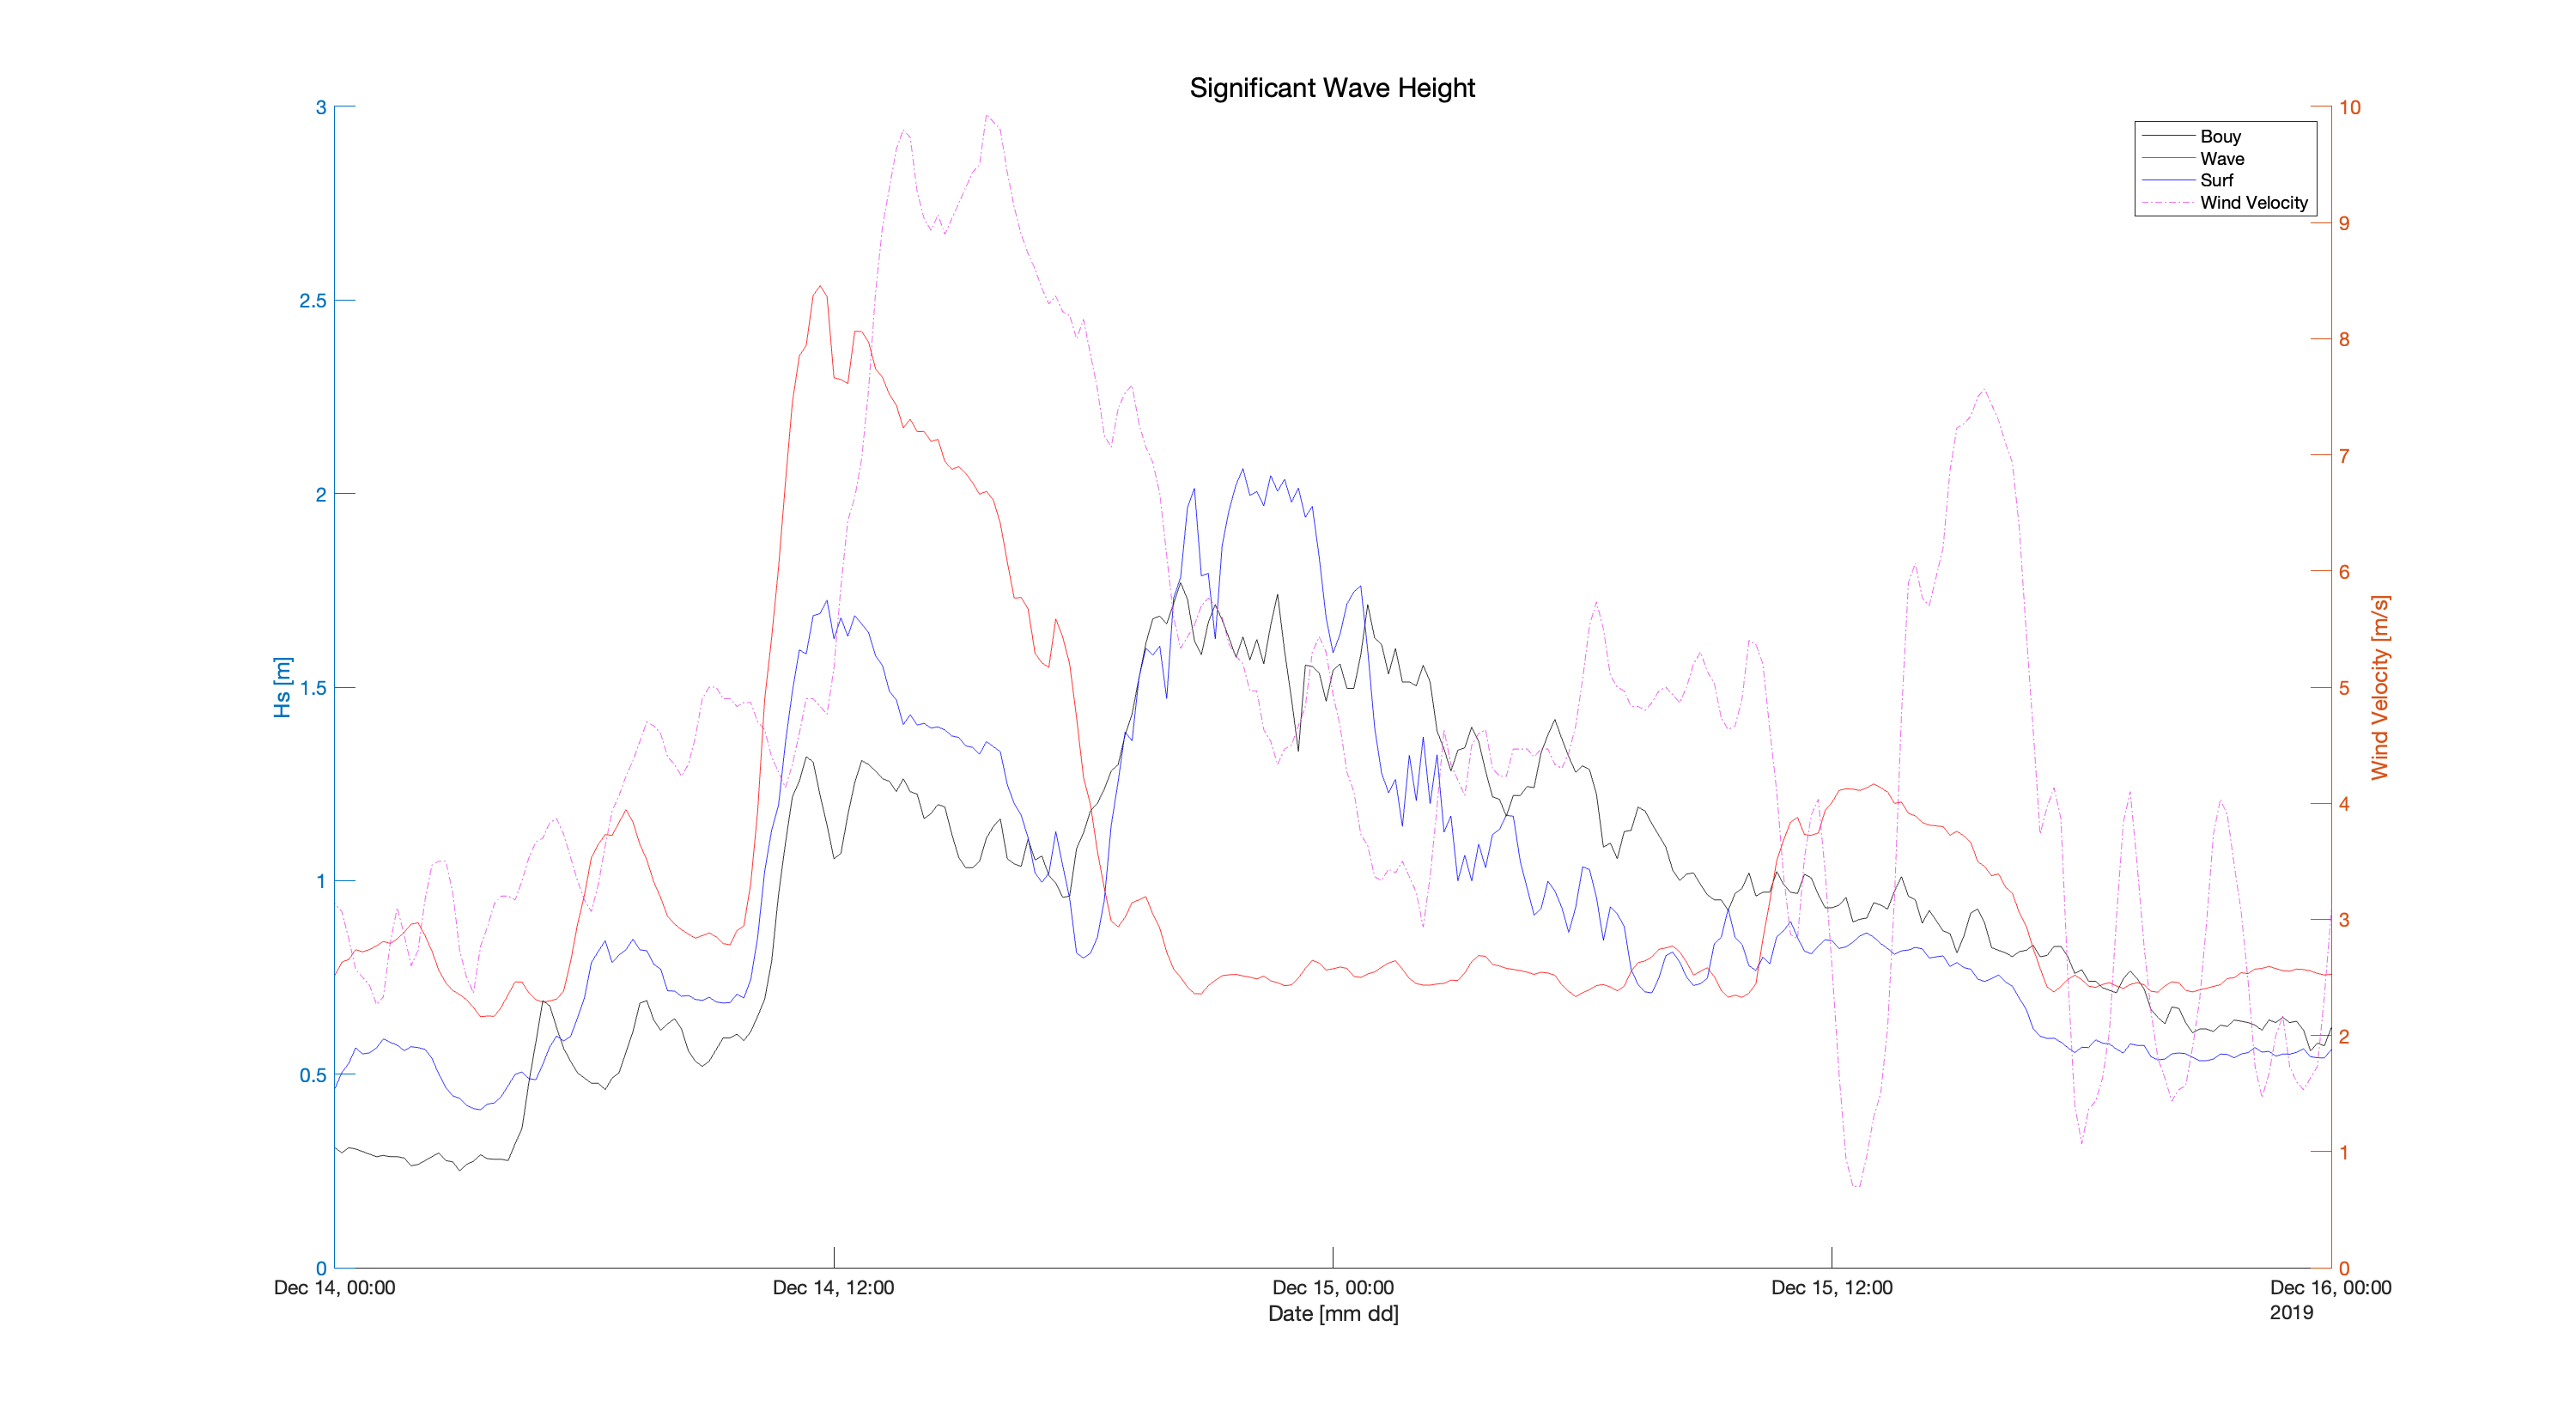 Significant Wave Height
3
2.5
2
1.5
1
0.5
0
Hs [m]
10
9
8
7
6
5
4
3
2
1
0
Wind Velocity [m/s]
Bouy
Wave
Surf
Wind Velocity
Dec 14, 00:00
Dec 14, 12:00
Dec 15, 00:00
Dec 15, 12:00
Dec 16, 00:00
2019
Date [mm dd]